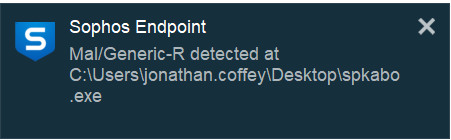 S
Sophos Endpoint
Mal/Generic-R detected at
C:\Users\jonathan.coffey\Desktop\spkabo
.exe